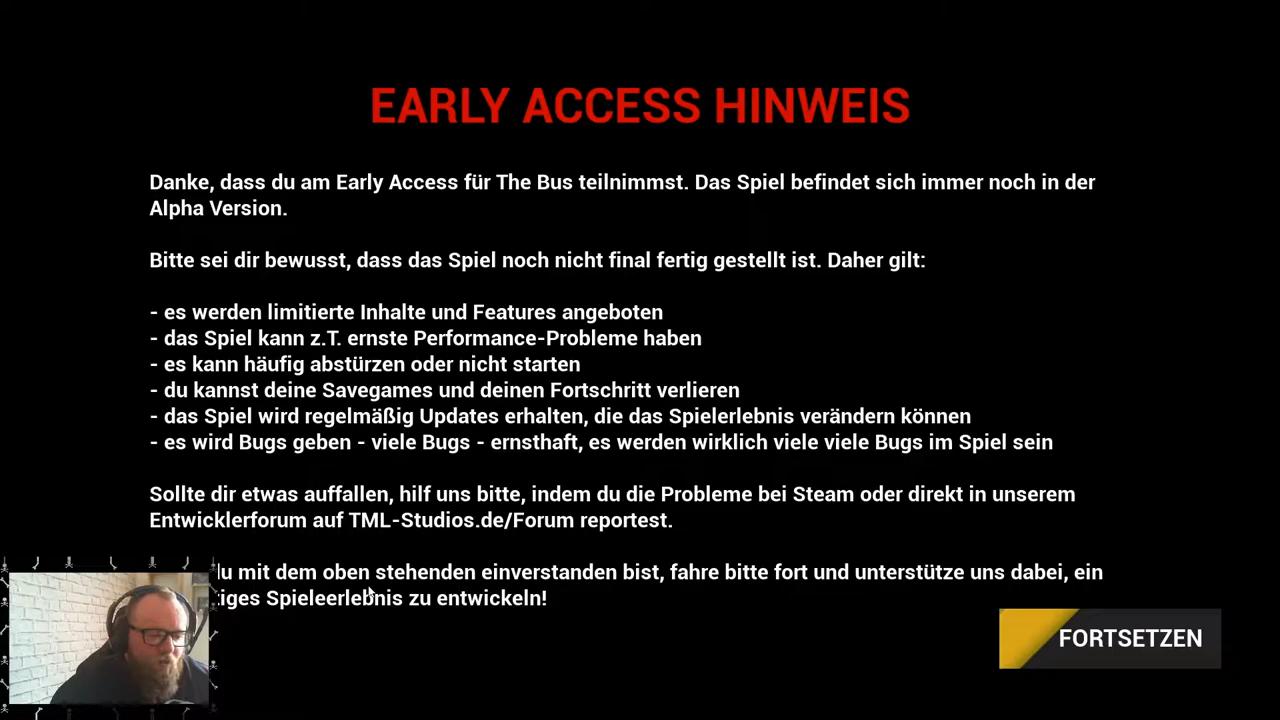 EARLY ACCESS HINWEIS
Danke, dass du am Early Access für The Bus teilnimmst. Das Spiel befindet sich immer noch in der
Alpha Version.
Bitte sei dir bewusst, dass das Spiel noch nicht final fertig gestellt ist. Daher gilt:
- es werden limitierte Inhalte und Features angeboten
- das Spiel kann z.T. ernste Performance-Probleme haben
- es kann häufig abstürzen oder nicht starten
- du kannst deine Savegames und deinen Fortschritt verlieren
- das Spiel wird regelmäßig Updates erhalten, die das Spielerlebnis verändern können
- es wird Bugs geben - viele Bugs - ernsthaft, es werden wirklich viele viele Bugs im Spiel sein
Sollte dir etwas auffallen, hilf uns bitte, indem du die Probleme bei Steam oder direkt in unserem
Entwicklerforum auf TML-Studios.de/Forum reportest.
du mit dem oben stehenden einverstanden bist, fahre bitte fort und unterstütze uns dabei, ein
Spieleerlebnis zu entwickeln!
FORTSETZEN